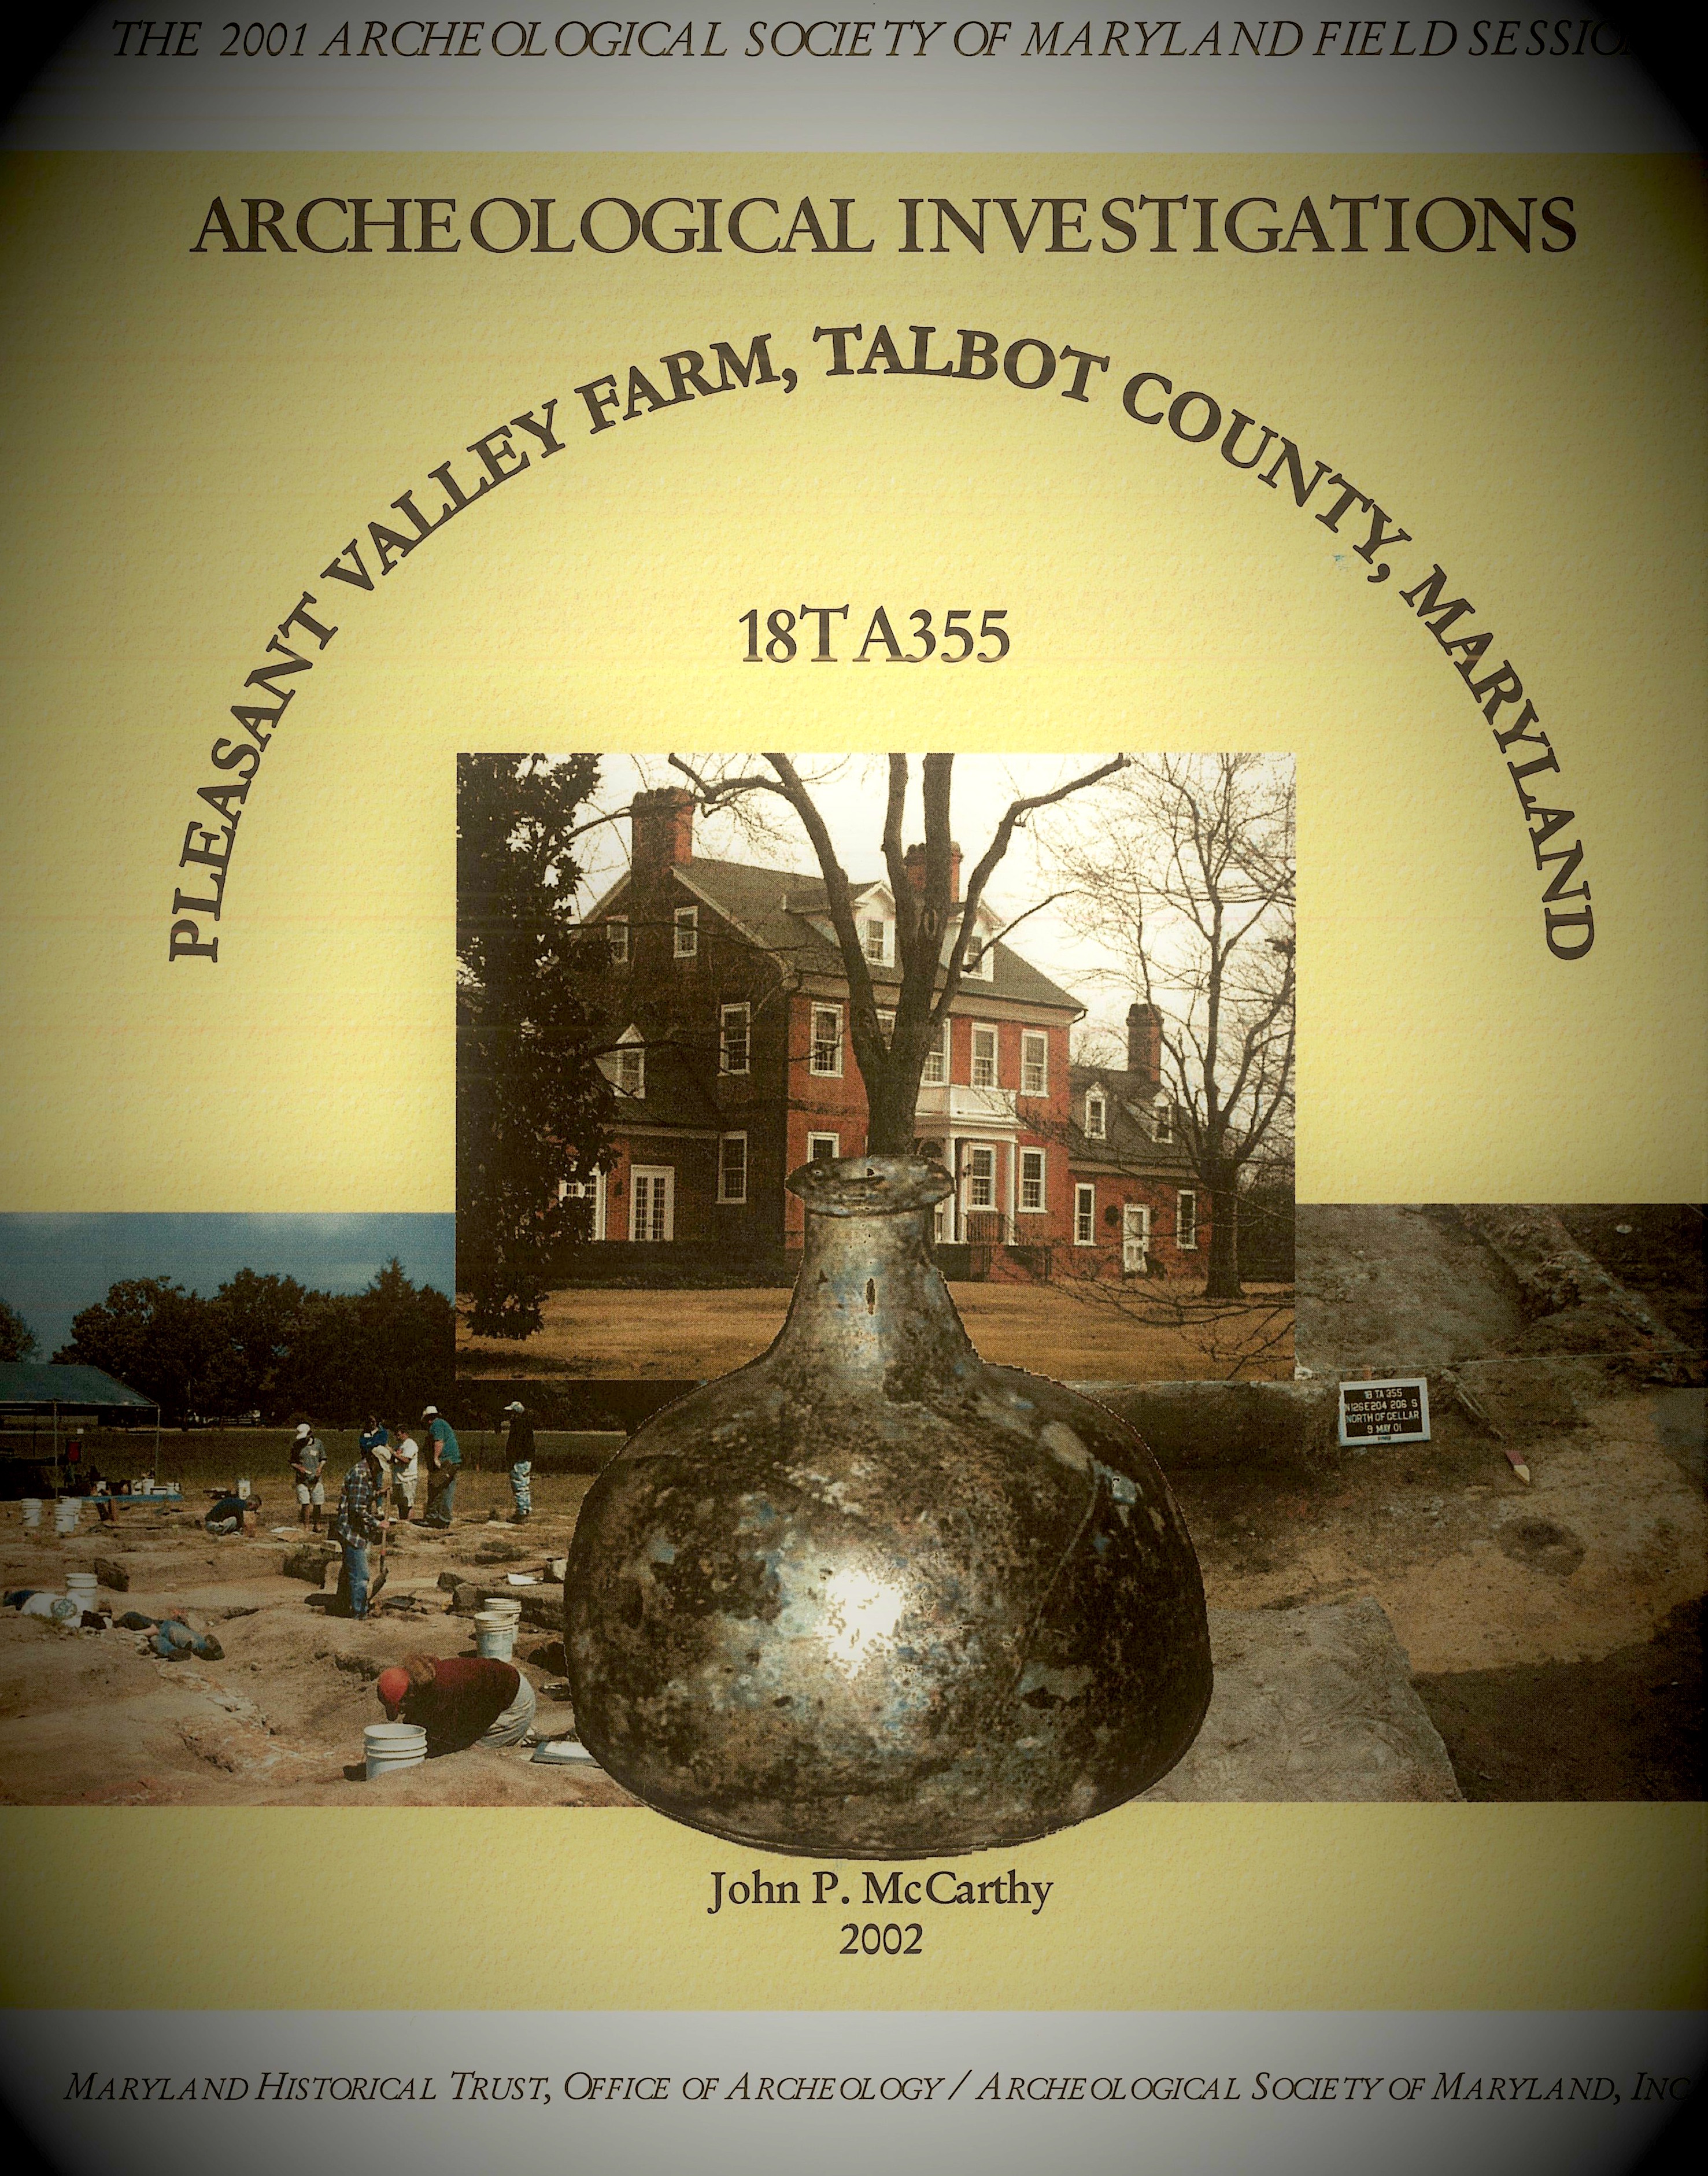 THE 2001 ARCHEOLOGICAL SOCIETY OF MARYLAND FIELD SESSIO
ARCHEOLOGICAL INVESTIGATIONS
PLEASANT VALLEY FARM, TALBOT COUNTY, MARYLAND
18TA355
18 TA 355
N126E204 206 S
NORTH OF CELLAR
9 MAY 01
John P. McCarthy
2002
MARYLAND HISTORICAL TRUST, OFFICE OF ARCHEOLOGY / ARCHEOLOGICAL SOCIETY OF MARYLAND, INC